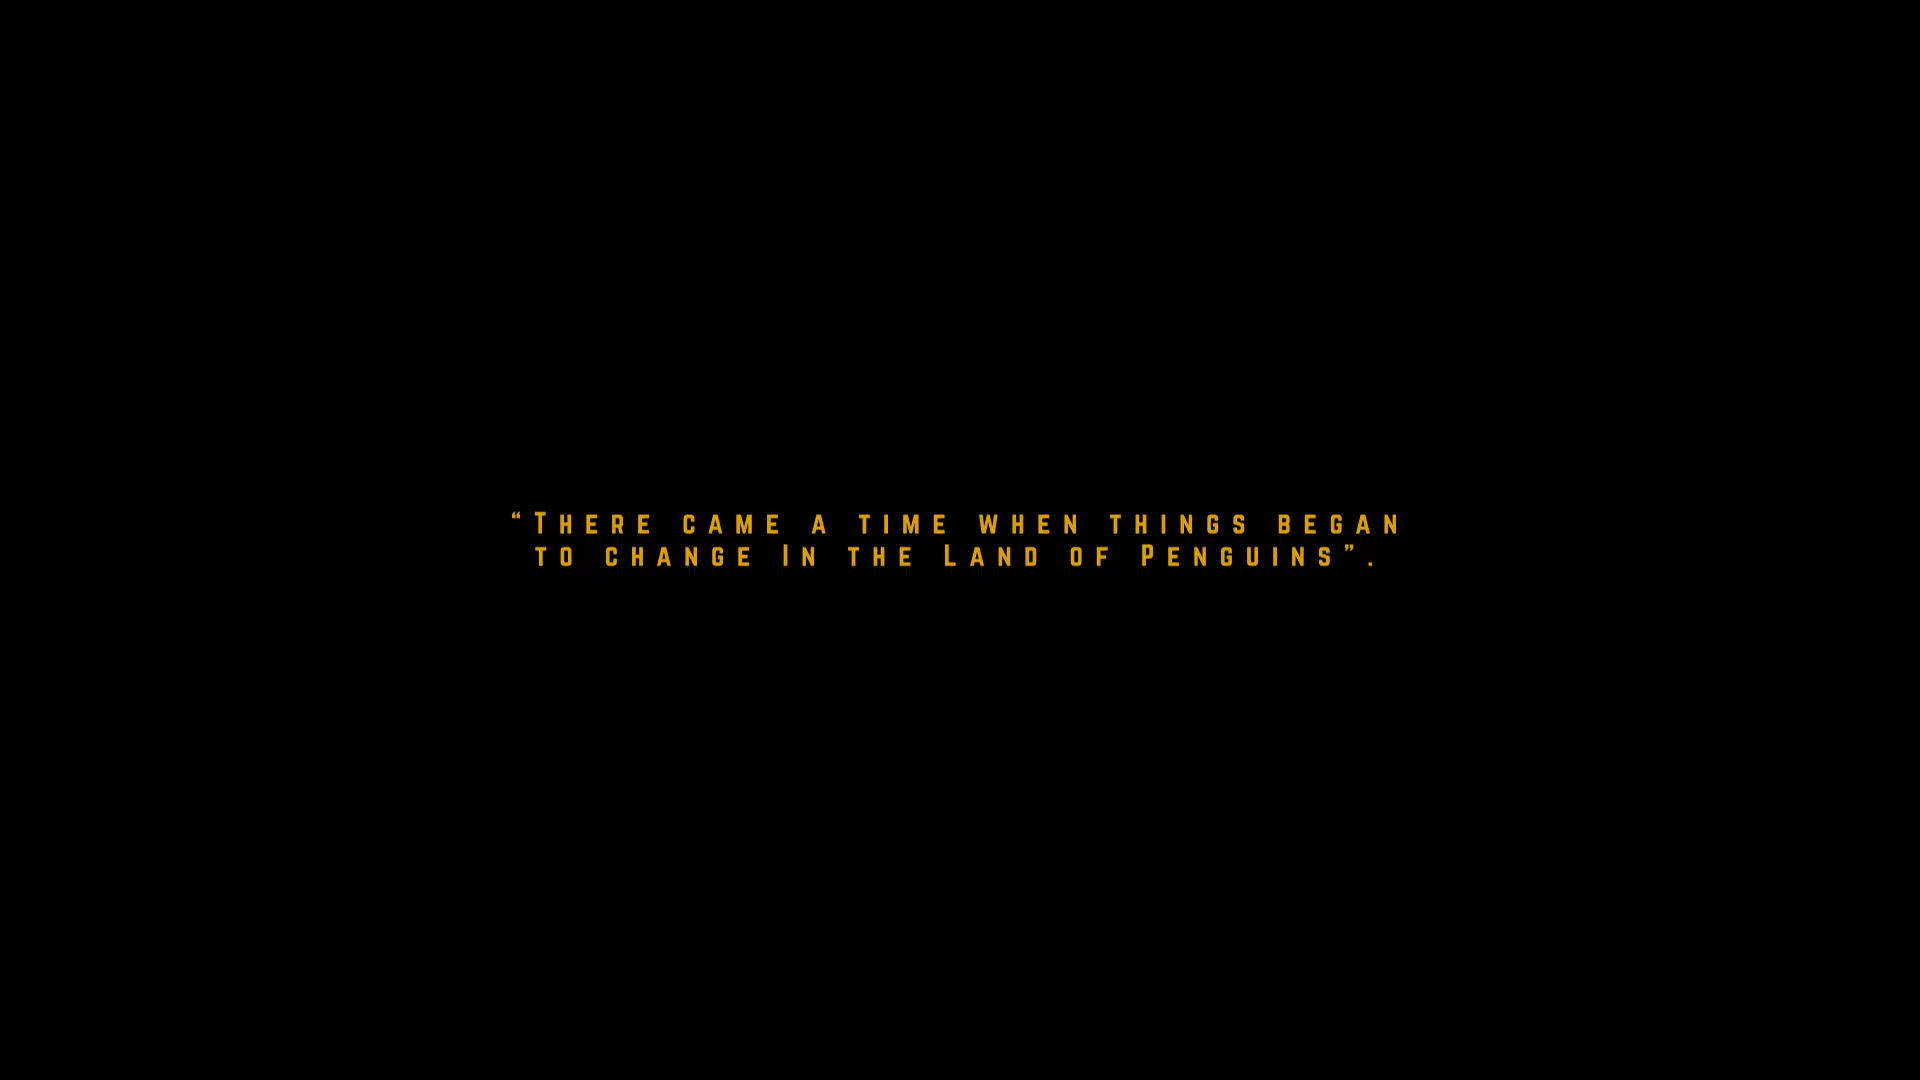 “There came a time when things began
to change In the Land of Penguins”.